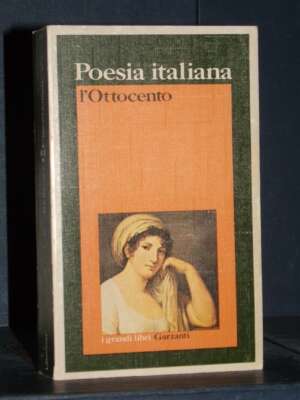 Poesia italiana
l'Ottocento
i grandi libri Garzanti